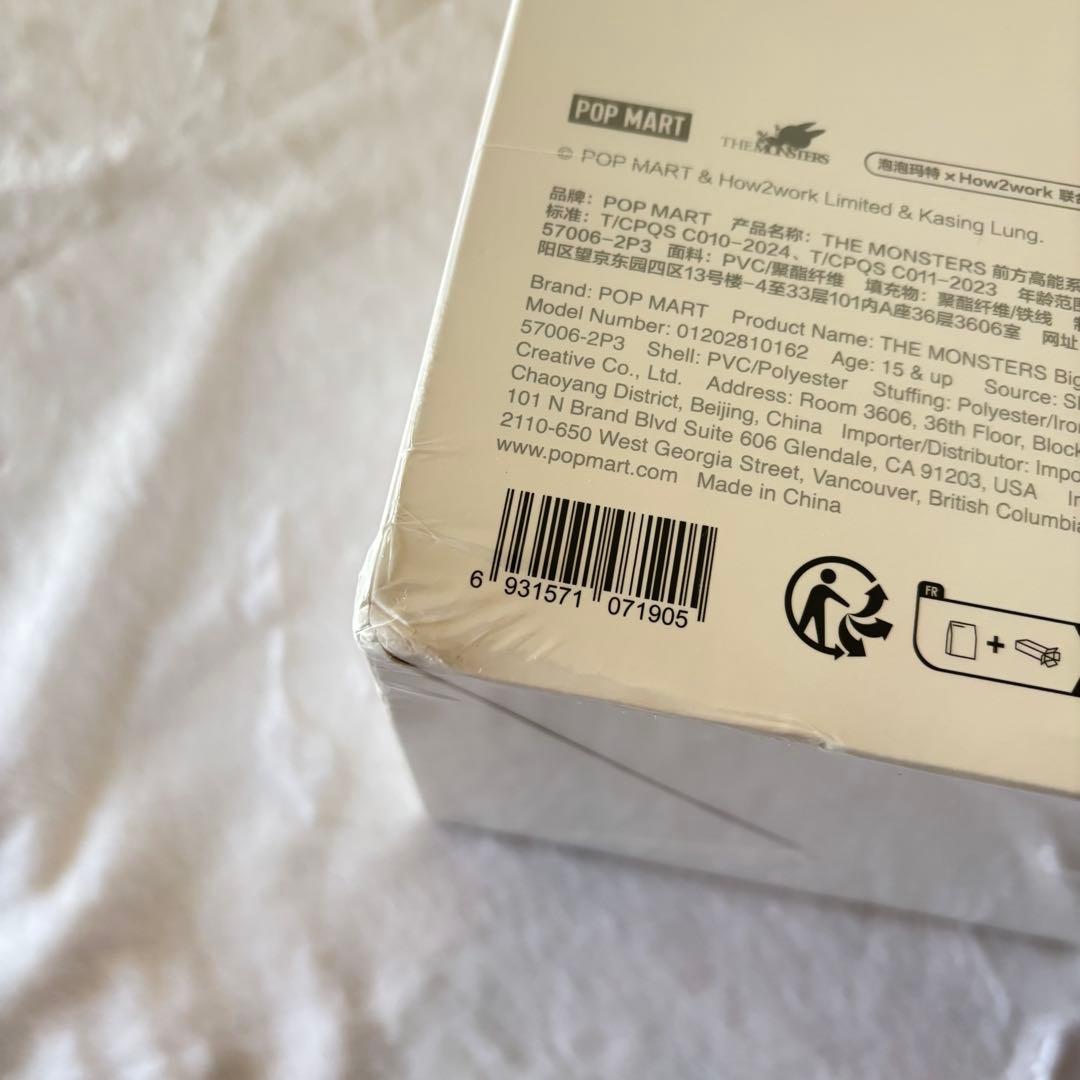 POP MART
THE MONSTERS
泡泡玛特 × How2work 联合
© POP MART & How2work Limited & Kasing Lung.
品牌：POP MART 产品名称：THE MONSTERS 前方高能系
标准：T/CPQS C010-2024、T/CPQS C011-2023 年龄范围
57006-2P3 面料：PVC/聚酯纤维 填充物：聚酯纤维/铁线
阳区望京东园四区13号楼-4至33层101内A座36层3606室 网址
Brand: POP MART Product Name: THE MONSTERS Big
Model Number: 01202810162 Age: 15 & up Source: S
57006-2P3 Shell: PVC/Polyester Stuffing: Polyester/Iron
Creative Co., Ltd. Address: Room 3606, 36th Floor, Block
Chaoyang District, Beijing, China Importer/Distributor: Impo
101 N Brand Blvd Suite 606 Glendale, CA 91203, USA
2110-650 West Georgia Street, Vancouver, British Columbia
www.popmart.com Made in China
6 931571 071905
FR
+